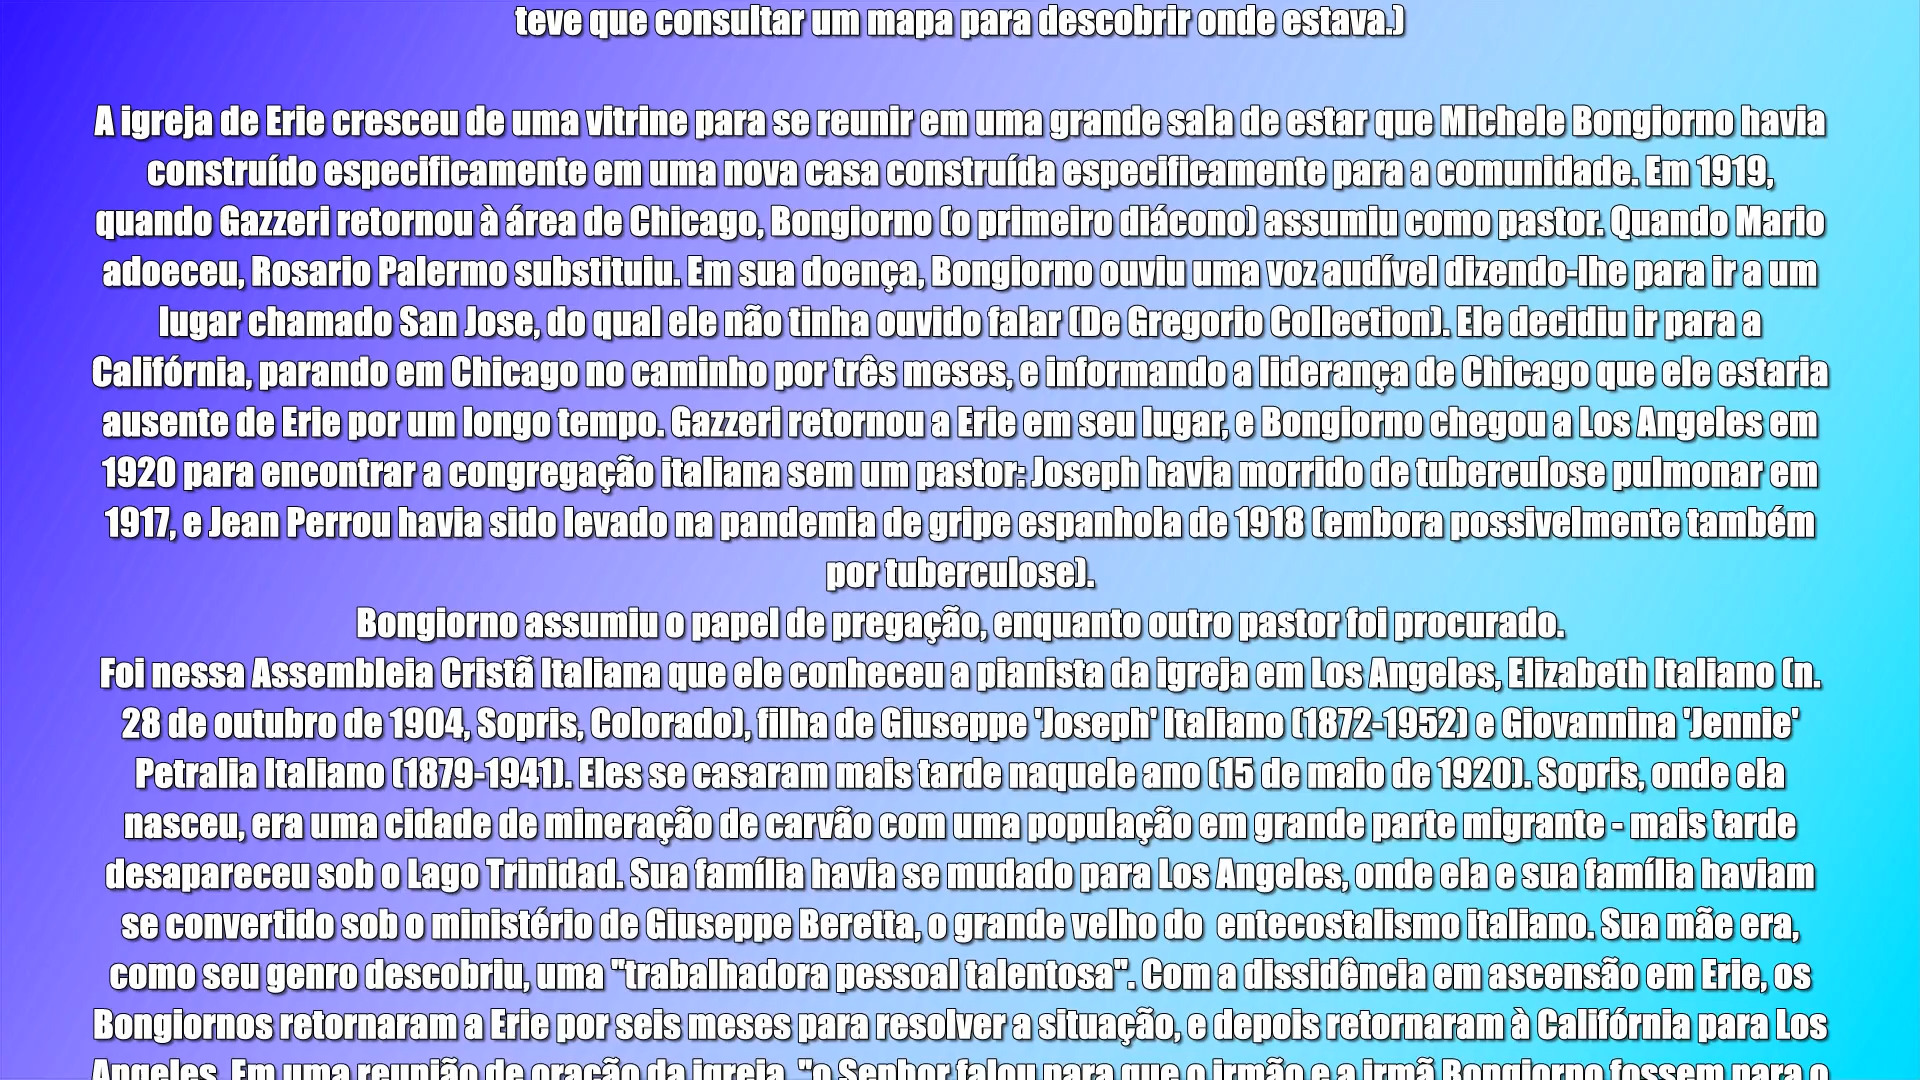 teve que consultar um mapa para descobrir onde estava.)
A igreja de Erie cresceu de uma vitrine para se reunir em uma grande sala de estar que Michele Bongiorno havia
construído especificamente em uma nova casa construída especificamente para a comunidade. Em 1919,
quando Gazzeri retornou à área de Chicago, Bongiorno (o primeiro diácono) assumiu como pastor. Quando Mario
adoeceu, Rosario Palermo substituiu. Em sua doença, Bongiorno ouviu uma voz audível dizendo-lhe para ir a um
lugar chamado San Jose, do qual ele não tinha ouvido falar (De Gregorio Collection). Ele decidiu ir para a
Califórnia, parando em Chicago no caminho por três meses, e informando a liderança de Chicago que ele estaria
ausente de Erie por um longo tempo. Gazzeri retornou a Erie em seu lugar, e Bongiorno chegou a Los Angeles em
1920 para encontrar a congregação italiana sem um pastor: Joseph havia morrido de tuberculose pulmonar em
1917, e Jean Perrou havia sido levado na pandemia de gripe espanhola de 1918 (embora possivelmente também
por tuberculose).
Bongiorno assumiu o papel de pregação, enquanto outro pastor foi procurado.
Foi nessa Assembleia Cristã Italiana que ele conheceu a pianista da igreja em Los Angeles, Elizabeth Italiano (n.
28 de outubro de 1904, Sopris, Colorado), filha de Giuseppe 'Joseph' Italiano (1872-1952) e Giovannina 'Jennie'
Petralia Italiano (1879-1941). Eles se casaram mais tarde naquele ano (15 de maio de 1920). Sopris, onde ela
nasceu, era uma cidade de mineração de carvão com uma população em grande parte migrante - mais tarde
desapareceu sob o Lago Trinidad. Sua família havia se mudado para Los Angeles, onde ela e sua família haviam
se convertido sob o ministério de Giuseppe Beretta, o grande velho do  entecostalismo italiano. Sua mãe era,
como seu genro descobriu, uma "trabalhadora pessoal talentosa". Com a dissidência em ascensão em Erie, os
Bongiornos retornaram a Erie por seis meses para resolver a situação, e depois retornaram à Califórnia para Los
Angeles. Em uma reunião de oração da igreja, "o Senhor falou para que o irmão e a irmã Bongiorno fossem para o